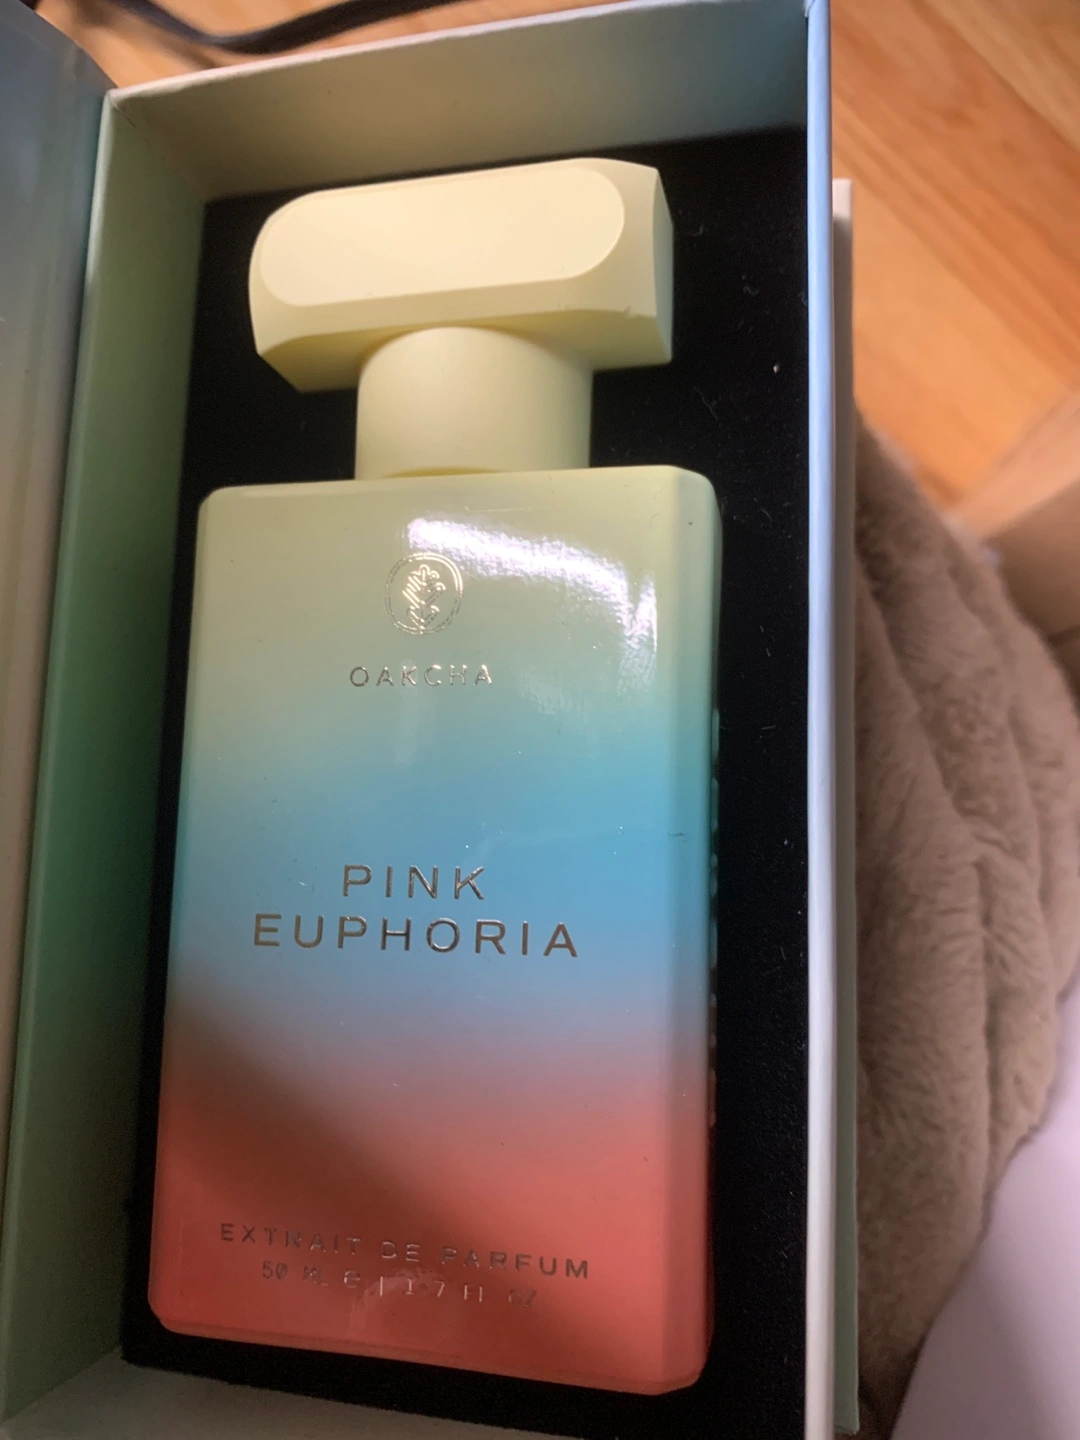 OAKCHA
PINK
EUPHORIA
EXTRAIT DE PARFUM
50 ML e | 1.7 Fl OZ